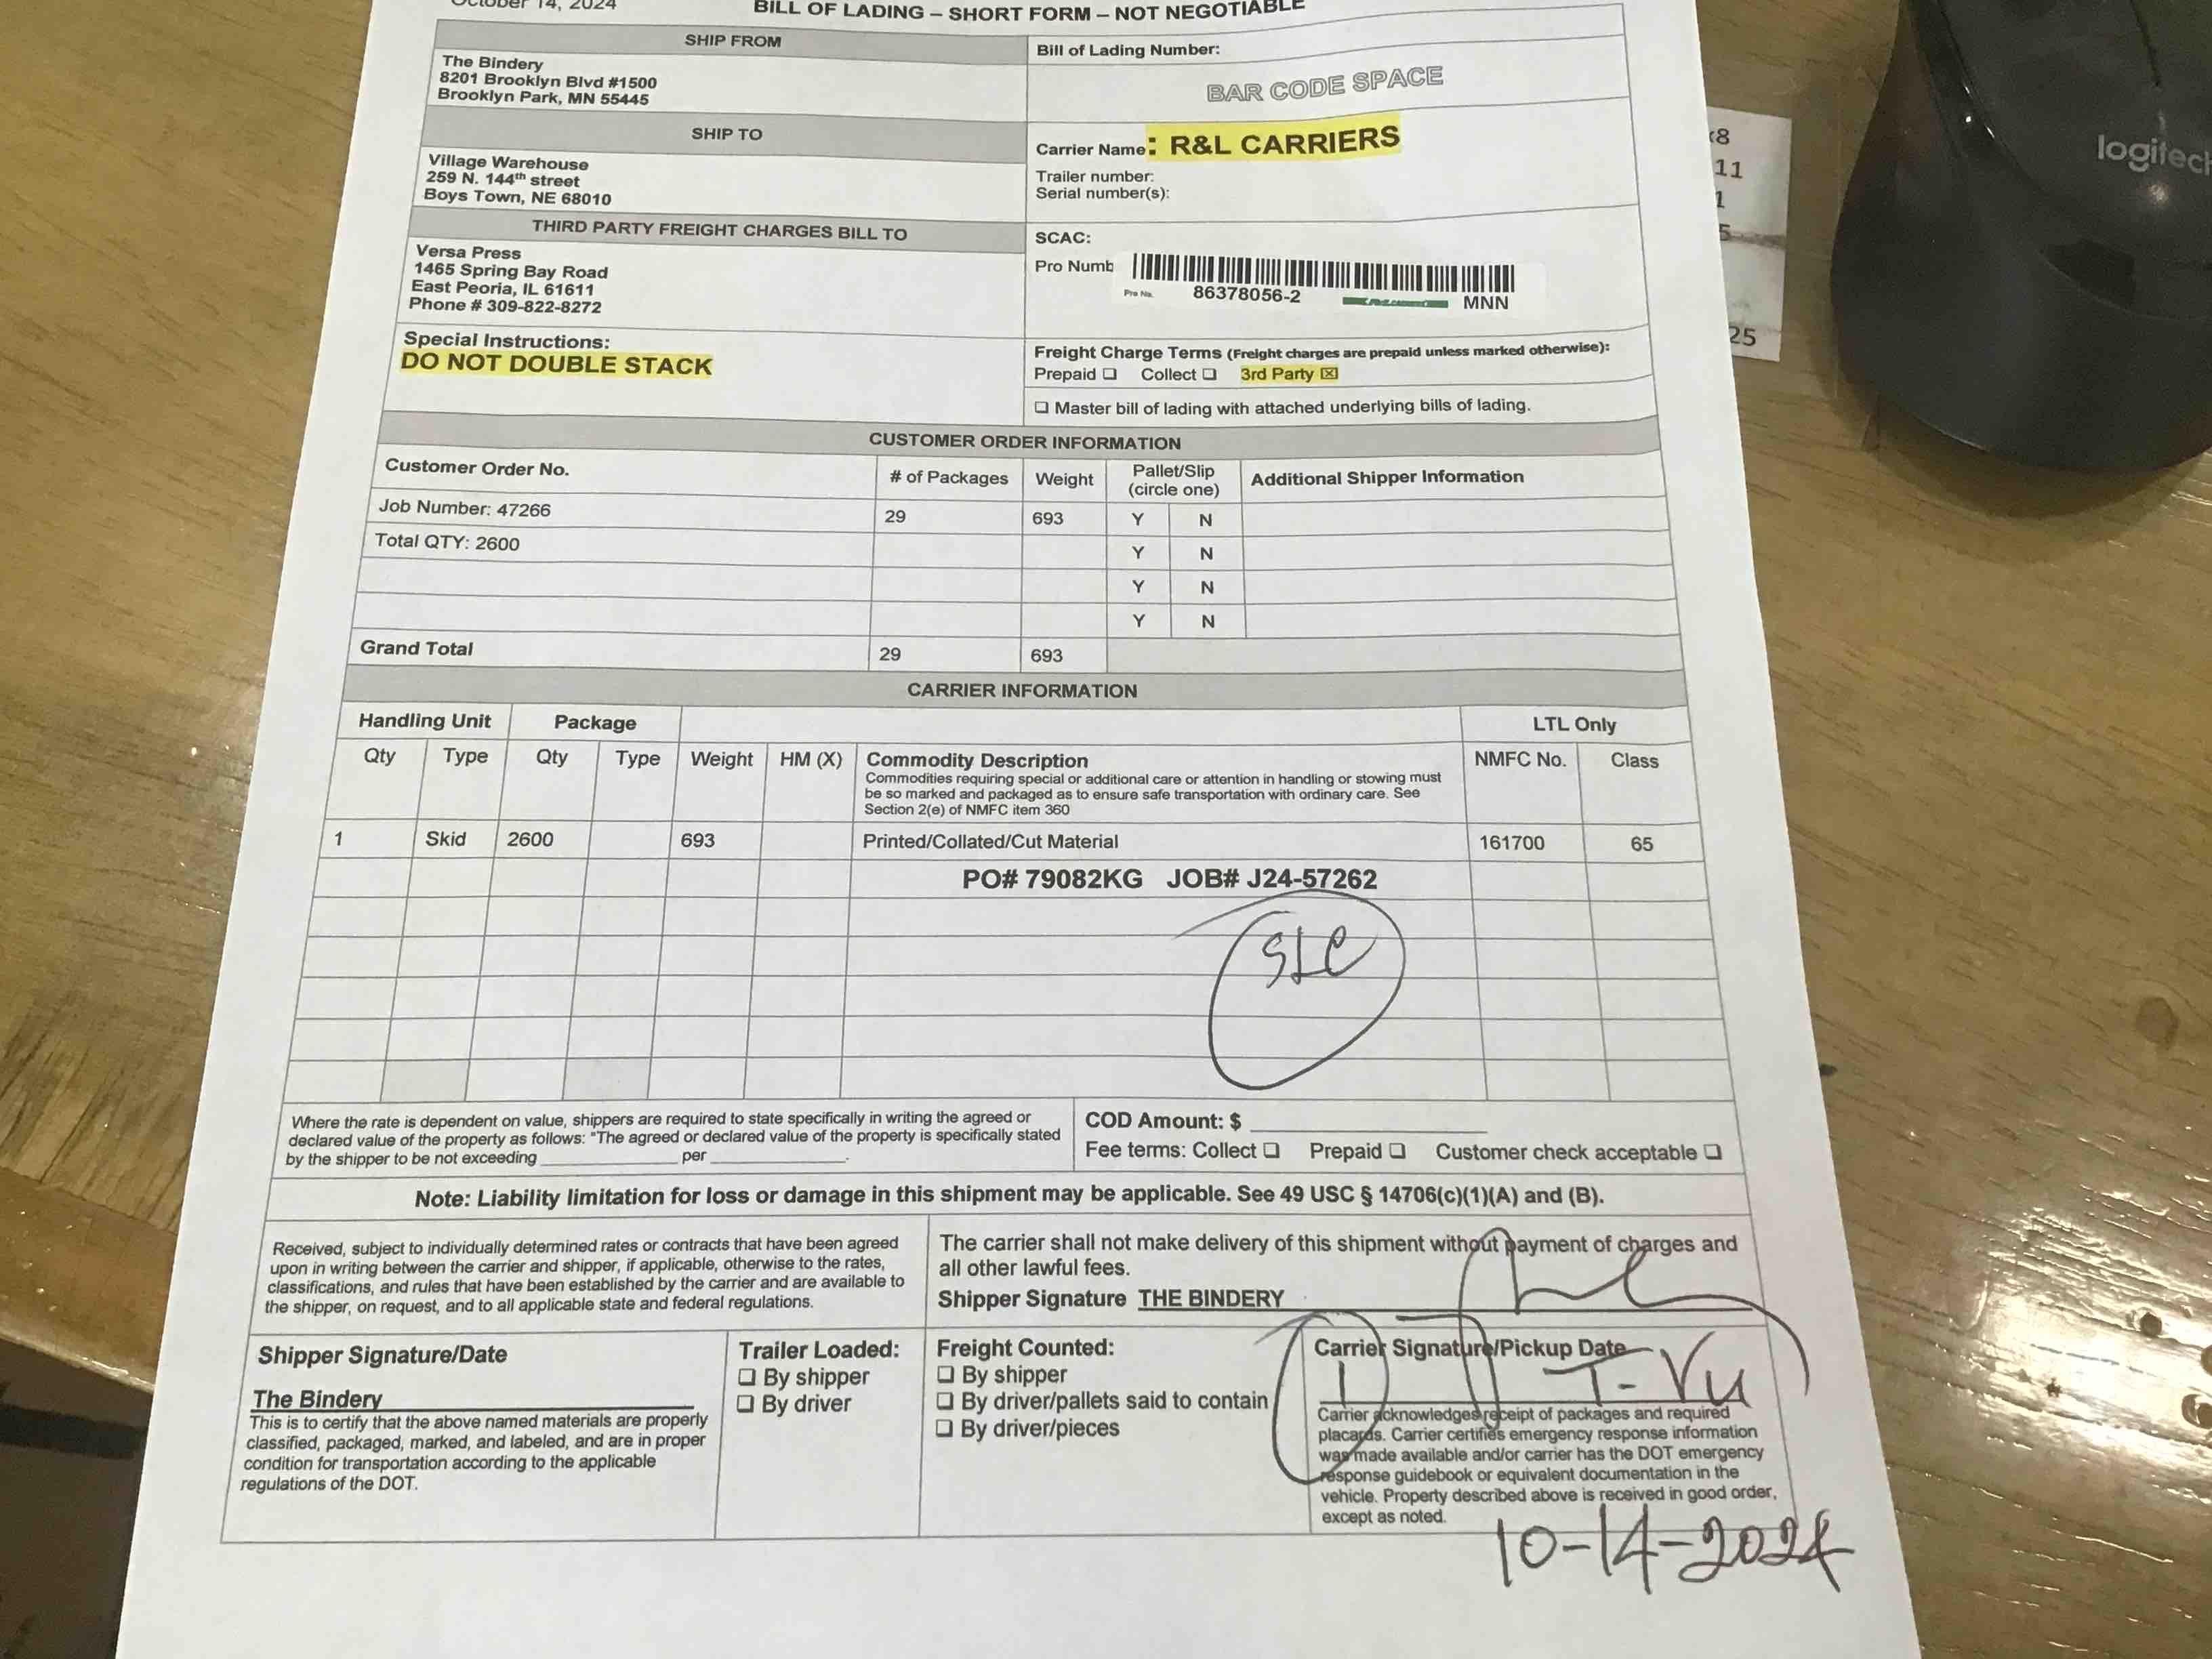 October 14, 2024
BILL OF LADING – SHORT FORM – NOT NEGOTIABLE
SHIP FROM
The Bindery
8201 Brooklyn Blvd #1500
Brooklyn Park, MN 55445
Bill of Lading Number:
BAR CODE SPACE
SHIP TO
Village Warehouse
259 N. 144th street
Boys Town, NE 68010
Carrier Name: R&L CARRIERS
Trailer number:
Serial number(s):
THIRD PARTY FREIGHT CHARGES BILL TO
Versa Press
1465 Spring Bay Road
East Peoria, IL 61611
Phone # 309-822-8272
SCAC:
Pro Numb
Pro No. 86378056-2 MNN
Special Instructions:
DO NOT DOUBLE STACK
Freight Charge Terms (Freight charges are prepaid unless marked otherwise):
Prepaid ☐ Collect ☐ 3rd Party ☒
☐ Master bill of lading with attached underlying bills of lading.
CUSTOMER ORDER INFORMATION
Customer Order No. # of Packages Weight Pallet/Slip (circle one) Additional Shipper Information
Job Number: 47266 29 693 Y N
Total QTY: 2600 Y N
Y N
Y N
Grand Total 29 693
CARRIER INFORMATION
Handling Unit Package LTL Only
Qty Type Qty Type Weight HM (X) Commodity Description NMFC No. Class
Commodities requiring special or additional care or attention in handling or stowing must
be so marked and packaged as to ensure safe transportation with ordinary care. See
Section 2(e) of NMFC item 360
1 Skid 2600 693 Printed/Collated/Cut Material 161700 65
PO# 79082KG JOB# J24-57262
SLC
Where the rate is dependent on value, shippers are required to state specifically in writing the agreed or
declared value of the property as follows: "The agreed or declared value of the property is specifically stated
by the shipper to be not exceeding ____ per ____.
COD Amount: $ ____
Fee terms: Collect ☐ Prepaid ☐ Customer check acceptable ☐
Note: Liability limitation for loss or damage in this shipment may be applicable. See 49 USC § 14706(c)(1)(A) and (B).
Received, subject to individually determined rates or contracts that have been agreed
upon in writing between the carrier and shipper, if applicable, otherwise to the rates,
classifications, and rules that have been established by the carrier and are available to
the shipper, on request, and to all applicable state and federal regulations.
The carrier shall not make delivery of this shipment without payment of charges and
all other lawful fees.
Shipper Signature THE BINDERY
Shipper Signature/Date
The Bindery
This is to certify that the above named materials are properly
classified, packaged, marked, and labeled, and are in proper
condition for transportation according to the applicable
regulations of the DOT.
Trailer Loaded:
☐ By shipper
☐ By driver
Freight Counted:
☐ By shipper
☐ By driver/pallets said to contain
☐ By driver/pieces
Carrier Signature/Pickup Date
1 T-Vu
Carrier acknowledges receipt of packages and required
placards. Carrier certifies emergency response information
was made available and/or carrier has the DOT emergency
response guidebook or equivalent documentation in the
vehicle. Property described above is received in good order,
except as noted.
10-14-2024
logitech
11
1
5
25